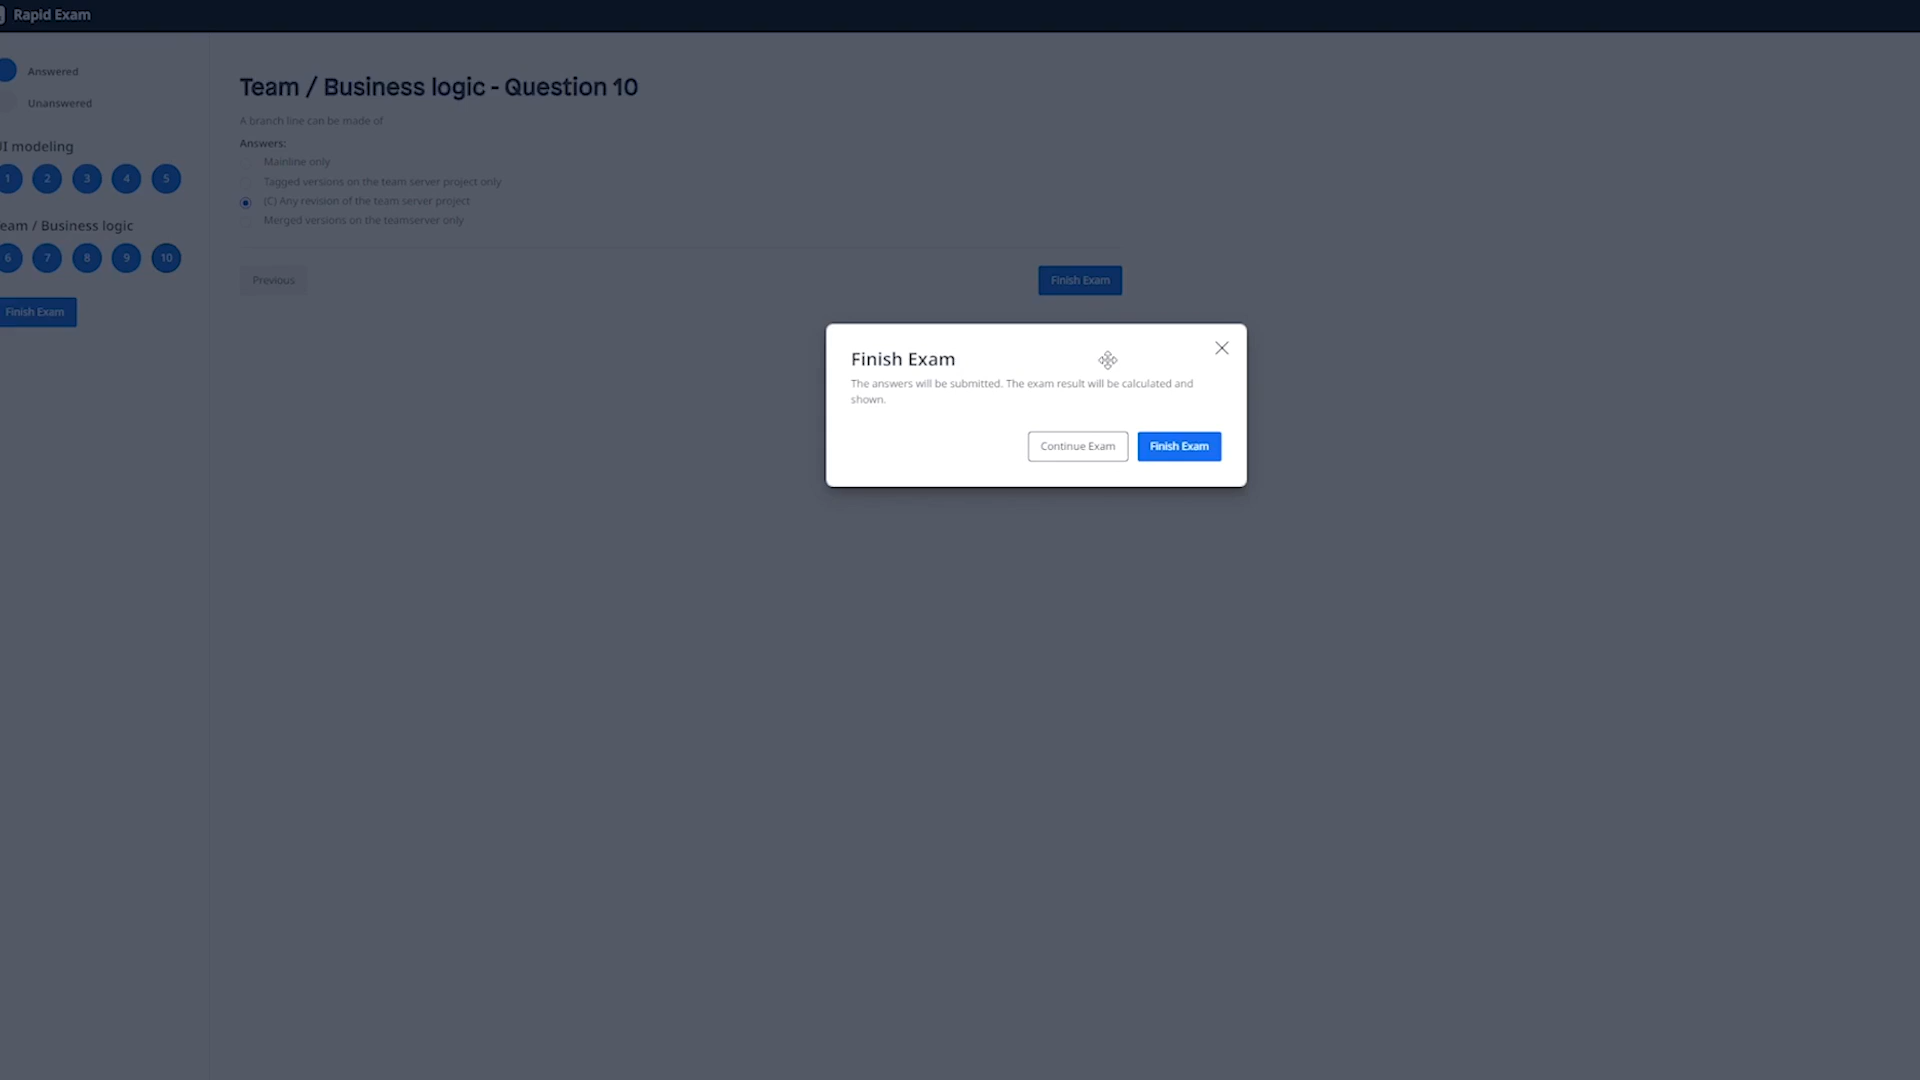 Rapid Exam
Answered
Unanswered
UI modeling
1 2 3 4 5
Team / Business logic
6 7 8 9 10
Finish Exam
Team / Business logic - Question 10
A branch line can be made of
Answers:
Mainline only
Tagged versions on the team server project only
(C) Any revision of the team server project
Merged versions on the teamserver only
Previous
Finish Exam
Finish Exam
The answers will be submitted. The exam result will be calculated and
shown.
Continue Exam
Finish Exam